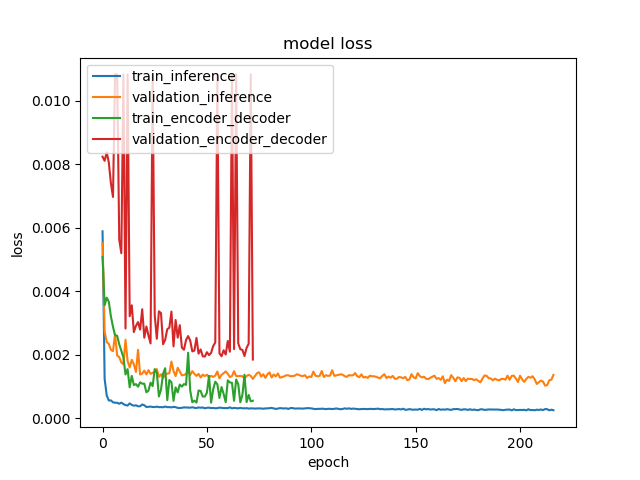 model loss
train_inference
validation_inference
train_encoder_decoder
validation_encoder_decoder
0.010
0.008
0.006
0.004
0.002
0.000
loss
0 50 100 150 200
epoch